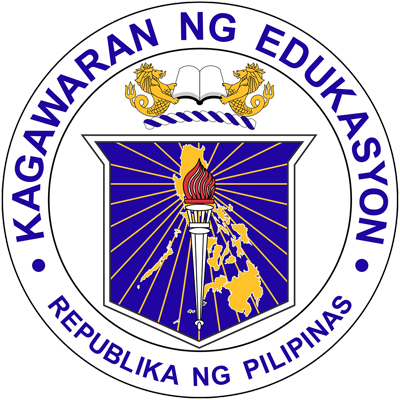 KAGAWARAN NG EDUKASYON
REPUBLIKA NG PILIPINAS